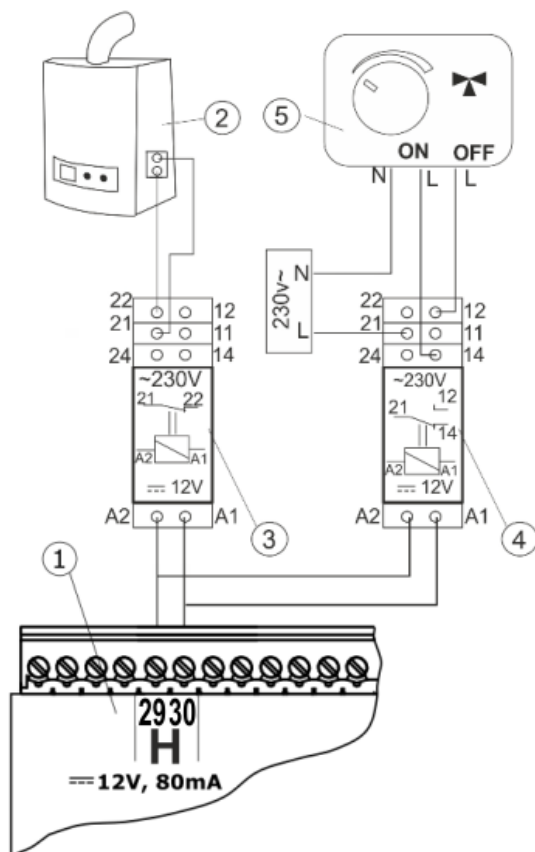 2
5
ON OFF
N L L
230v~ N
L
22 12
21 11
24 14
~230V
21 22
A2 A1
12V
A2 A1
3
22 12
21 11
24 14
~230V
12
21
14
A2 A1
12V
A2 A1
4
1
29 30
H
12V, 80mA